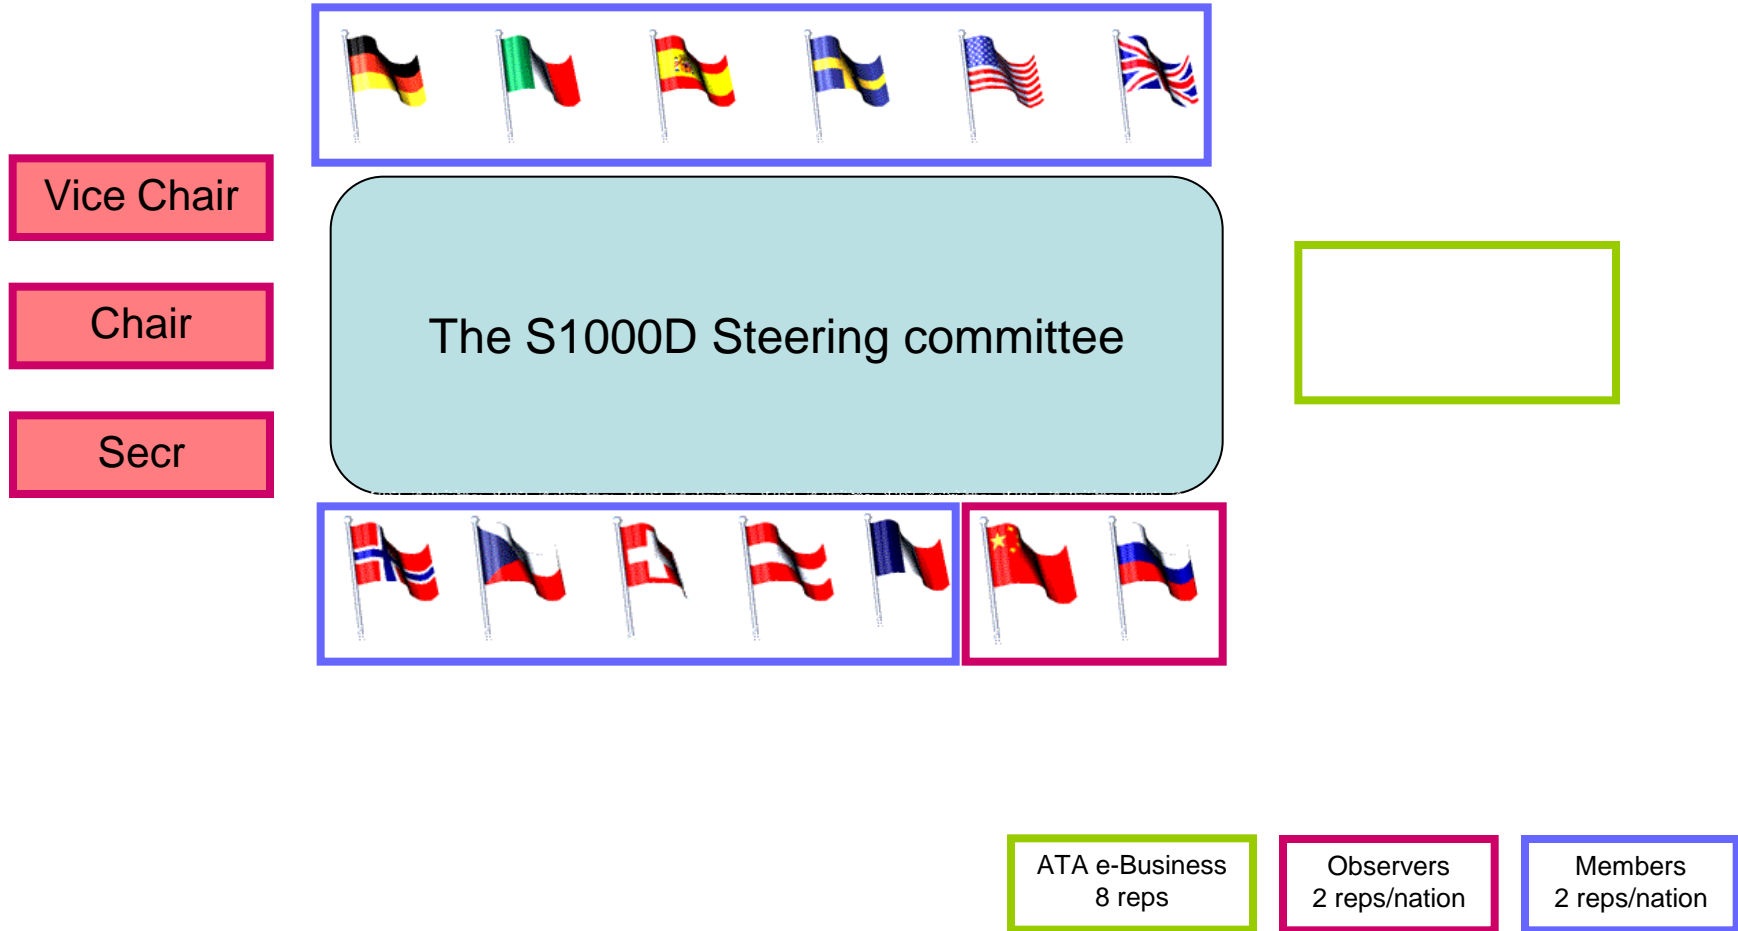 Vice Chair
Chair
Secr
The S1000D Steering committee
ATA e-Business
8 reps
Observers
2 reps/nation
Members
2 reps/nation